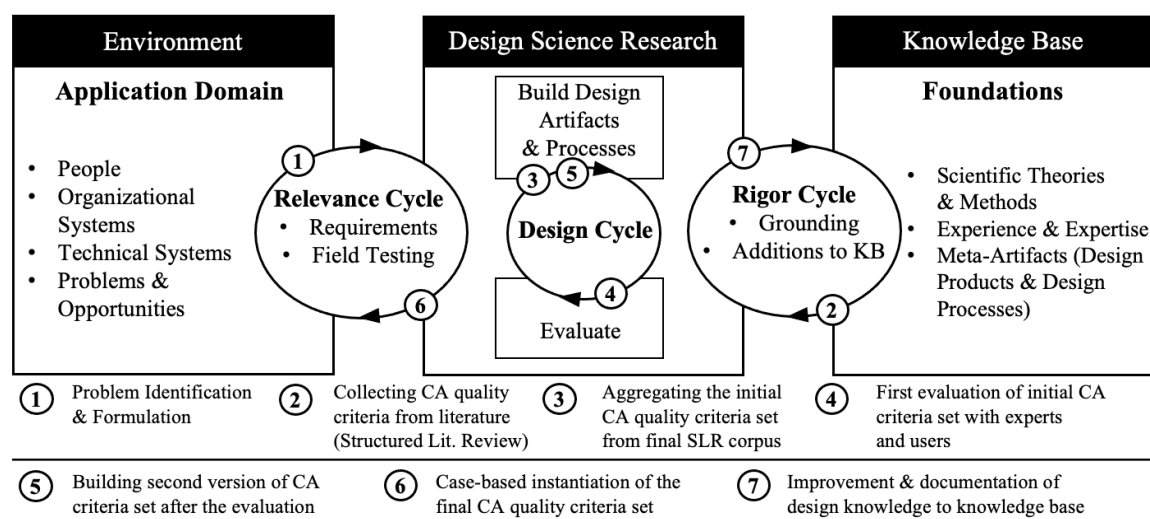 Environment
Application Domain
• People
• Organizational
Systems
• Technical Systems
• Problems &
Opportunities
1
Relevance Cycle
• Requirements
• Field Testing
6
Design Science Research
Build Design
Artifacts
& Processes
3
5
Design Cycle
4
Evaluate
7
Rigor Cycle
• Grounding
• Additions to KB
2
Knowledge Base
Foundations
• Scientific Theories
& Methods
• Experience & Expertise
• Meta-Artifacts (Design
Products & Design
Processes)
1
Problem Identification
& Formulation
2
Collecting CA quality
criteria from literature
(Structured Lit. Review)
3
Aggregating the initial
CA quality criteria set
from final SLR corpus
4
First evaluation of initial CA
criteria set with experts
and users
5
Building second version of CA
criteria set after the evaluation
6
Case-based instantiation of the
final CA quality criteria set
7
Improvement & documentation of
design knowledge to knowledge base